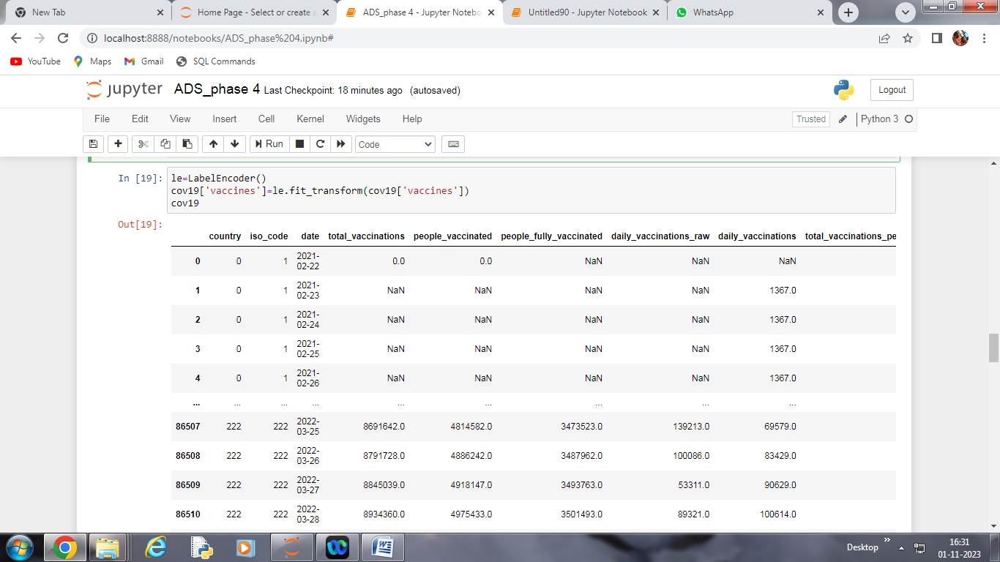 New Tab
Home Page - Select or create a
ADS_phase 4 - Jupyter Notebo
Untitled90 - Jupyter Notebook
WhatsApp
localhost:8888/notebooks/ADS_phase%204.ipynb#
YouTube Maps Gmail SQL Commands
jupyter ADS_phase 4 Last Checkpoint: 18 minutes ago (autosaved) Logout
File Edit View Insert Cell Kernel Widgets Help Trusted Python 3
Run Code
In [19]: le=LabelEncoder()
cov19['vaccines']=le.fit_transform(cov19['vaccines'])
cov19
Out[19]:
country iso_code date total_vaccinations people_vaccinated people_fully_vaccinated daily_vaccinations_raw daily_vaccinations total_vaccinations_pe
0 0 1 2021-02-22 0.0 0.0 NaN NaN NaN
1 0 1 2021-02-23 NaN NaN NaN NaN 1367.0
2 0 1 2021-02-24 NaN NaN NaN NaN 1367.0
3 0 1 2021-02-25 NaN NaN NaN NaN 1367.0
4 0 1 2021-02-26 NaN NaN NaN NaN 1367.0
... ... ... ... ... ... ... ... ...
86507 222 222 2022-03-25 8691642.0 4814582.0 3473523.0 139213.0 69579.0
86508 222 222 2022-03-26 8791728.0 4886242.0 3487962.0 100086.0 83429.0
86509 222 222 2022-03-27 8845039.0 4918147.0 3493763.0 53311.0 90629.0
86510 222 222 2022-03-28 8934360.0 4975433.0 3501493.0 89321.0 100614.0
Desktop
16:31
01-11-2023